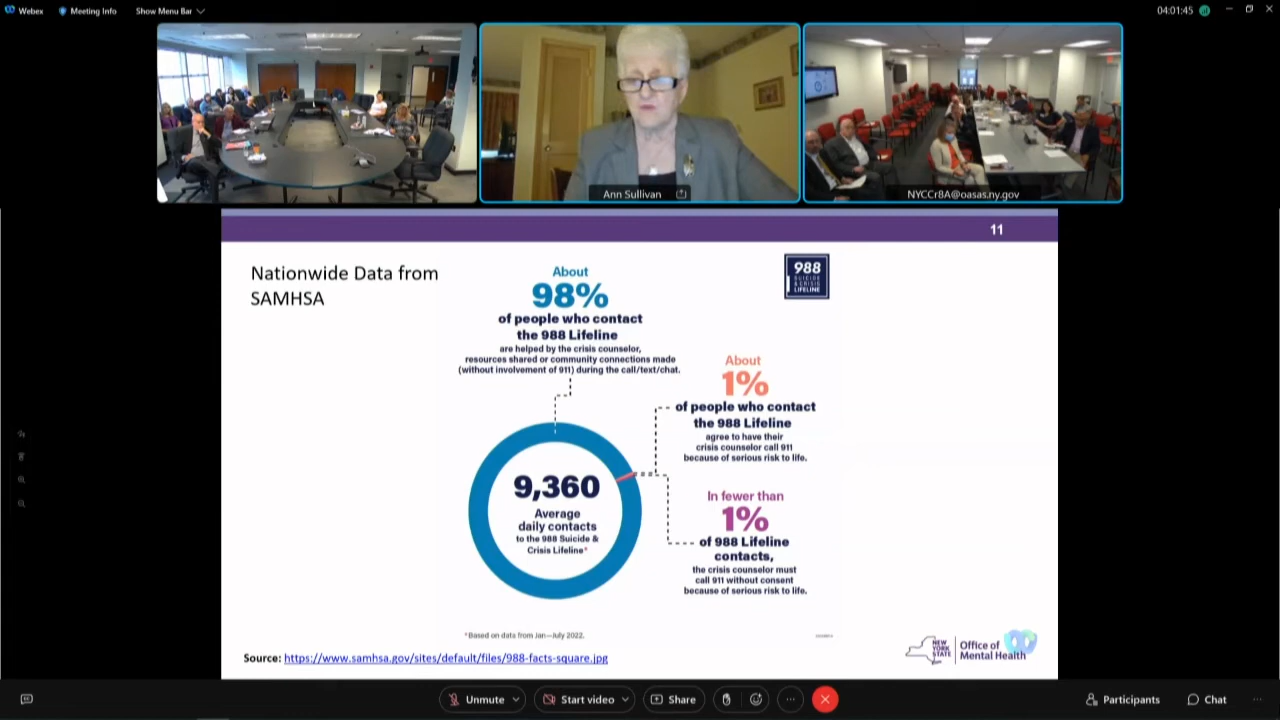 Webex
Meeting Info
Show Menu Bar
04:01:45
Ann Sullivan
NYCCr8A@oasas.ny.gov
11
Nationwide Data from
SAMHSA
About
98%
of people who contact
the 988 Lifeline
are helped by the crisis counselor,
resources shared or community connections made
(without involvement of 911) during the call/text/chat.
988
SUICIDE
& CRISIS
LIFELINE
About
1%
of people who contact
the 988 Lifeline
agree to have their
crisis counselor call 911
because of serious risk to life.
9,360
Average
daily contacts
to the 988 Suicide &
Crisis Lifeline*
In fewer than
1%
of 988 Lifeline
contacts,
the crisis counselor must
call 911 without consent
because of serious risk to life.
*Based on data from Jan—July 2022.
Source: https://www.samhsa.gov/sites/default/files/988-facts-square.jpg
NEW
YORK
STATE
Office of
Mental Health
Unmute
Start video
Share
Participants
Chat